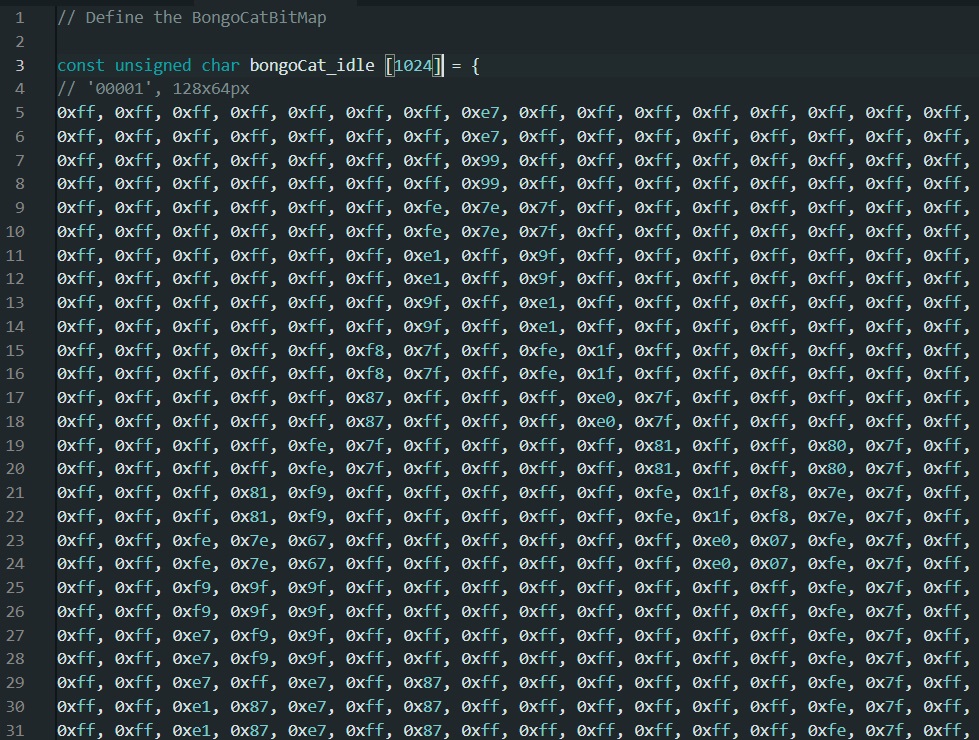 1 // Define the BongoCatBitMap
2
3 const unsigned char bongoCat_idle [1024] = {
4 // '00001', 128x64px
5 0xff, 0xff, 0xff, 0xff, 0xff, 0xff, 0xff, 0xe7, 0xff, 0xff, 0xff, 0xff, 0xff, 0xff, 0xff, 0xff,
6 0xff, 0xff, 0xff, 0xff, 0xff, 0xff, 0xff, 0xe7, 0xff, 0xff, 0xff, 0xff, 0xff, 0xff, 0xff, 0xff,
7 0xff, 0xff, 0xff, 0xff, 0xff, 0xff, 0xff, 0x99, 0xff, 0xff, 0xff, 0xff, 0xff, 0xff, 0xff, 0xff,
8 0xff, 0xff, 0xff, 0xff, 0xff, 0xff, 0xff, 0x99, 0xff, 0xff, 0xff, 0xff, 0xff, 0xff, 0xff, 0xff,
9 0xff, 0xff, 0xff, 0xff, 0xff, 0xff, 0xfe, 0x7e, 0x7f, 0xff, 0xff, 0xff, 0xff, 0xff, 0xff, 0xff,
10 0xff, 0xff, 0xff, 0xff, 0xff, 0xff, 0xfe, 0x7e, 0x7f, 0xff, 0xff, 0xff, 0xff, 0xff, 0xff, 0xff,
11 0xff, 0xff, 0xff, 0xff, 0xff, 0xff, 0xe1, 0xff, 0x9f, 0xff, 0xff, 0xff, 0xff, 0xff, 0xff, 0xff,
12 0xff, 0xff, 0xff, 0xff, 0xff, 0xff, 0xe1, 0xff, 0x9f, 0xff, 0xff, 0xff, 0xff, 0xff, 0xff, 0xff,
13 0xff, 0xff, 0xff, 0xff, 0xff, 0xff, 0x9f, 0xff, 0xe1, 0xff, 0xff, 0xff, 0xff, 0xff, 0xff, 0xff,
14 0xff, 0xff, 0xff, 0xff, 0xff, 0xff, 0x9f, 0xff, 0xe1, 0xff, 0xff, 0xff, 0xff, 0xff, 0xff, 0xff,
15 0xff, 0xff, 0xff, 0xff, 0xff, 0xf8, 0x7f, 0xff, 0xfe, 0x1f, 0xff, 0xff, 0xff, 0xff, 0xff, 0xff,
16 0xff, 0xff, 0xff, 0xff, 0xff, 0xf8, 0x7f, 0xff, 0xfe, 0x1f, 0xff, 0xff, 0xff, 0xff, 0xff, 0xff,
17 0xff, 0xff, 0xff, 0xff, 0xff, 0x87, 0xff, 0xff, 0xff, 0xe0, 0x7f, 0xff, 0xff, 0xff, 0xff, 0xff,
18 0xff, 0xff, 0xff, 0xff, 0xff, 0x87, 0xff, 0xff, 0xff, 0xe0, 0x7f, 0xff, 0xff, 0xff, 0xff, 0xff,
19 0xff, 0xff, 0xff, 0xff, 0xfe, 0x7f, 0xff, 0xff, 0xff, 0xff, 0x81, 0xff, 0xff, 0x80, 0x7f, 0xff,
20 0xff, 0xff, 0xff, 0xff, 0xfe, 0x7f, 0xff, 0xff, 0xff, 0xff, 0x81, 0xff, 0xff, 0x80, 0x7f, 0xff,
21 0xff, 0xff, 0xff, 0x81, 0xf9, 0xff, 0xff, 0xff, 0xff, 0xff, 0xfe, 0x1f, 0xf8, 0x7e, 0x7f, 0xff,
22 0xff, 0xff, 0xff, 0x81, 0xf9, 0xff, 0xff, 0xff, 0xff, 0xff, 0xfe, 0x1f, 0xf8, 0x7e, 0x7f, 0xff,
23 0xff, 0xff, 0xfe, 0x7e, 0x67, 0xff, 0xff, 0xff, 0xff, 0xff, 0xff, 0xe0, 0x07, 0xfe, 0x7f, 0xff,
24 0xff, 0xff, 0xfe, 0x7e, 0x67, 0xff, 0xff, 0xff, 0xff, 0xff, 0xff, 0xe0, 0x07, 0xfe, 0x7f, 0xff,
25 0xff, 0xff, 0xf9, 0x9f, 0x9f, 0xff, 0xff, 0xff, 0xff, 0xff, 0xff, 0xff, 0xff, 0xfe, 0x7f, 0xff,
26 0xff, 0xff, 0xf9, 0x9f, 0x9f, 0xff, 0xff, 0xff, 0xff, 0xff, 0xff, 0xff, 0xff, 0xfe, 0x7f, 0xff,
27 0xff, 0xff, 0xe7, 0xf9, 0x9f, 0xff, 0xff, 0xff, 0xff, 0xff, 0xff, 0xff, 0xff, 0xfe, 0x7f, 0xff,
28 0xff, 0xff, 0xe7, 0xf9, 0x9f, 0xff, 0xff, 0xff, 0xff, 0xff, 0xff, 0xff, 0xff, 0xfe, 0x7f, 0xff,
29 0xff, 0xff, 0xe7, 0xff, 0xe7, 0xff, 0x87, 0xff, 0xff, 0xff, 0xff, 0xff, 0xff, 0xfe, 0x7f, 0xff,
30 0xff, 0xff, 0xe1, 0x87, 0xe7, 0xff, 0x87, 0xff, 0xff, 0xff, 0xff, 0xff, 0xff, 0xfe, 0x7f, 0xff,
31 0xff, 0xff, 0xe1, 0x87, 0xe7, 0xff, 0x87, 0xff, 0xff, 0xff, 0xff, 0xff, 0xff, 0xfe, 0x7f, 0xff,